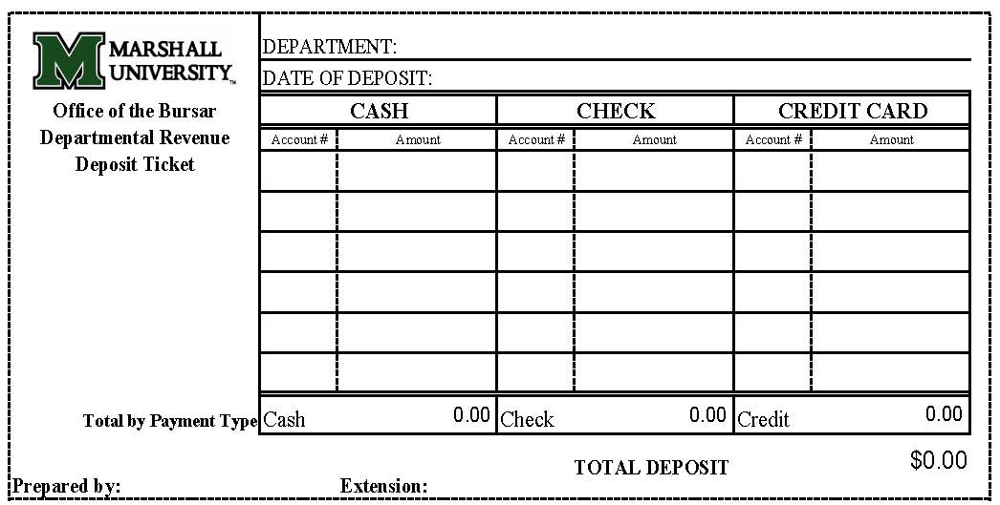 MARSHALL
UNIVERSITY™
Office of the Bursar
Departmental Revenue
Deposit Ticket
DEPARTMENT:
DATE OF DEPOSIT:
CASH CHECK CREDIT CARD
Account # Amount Account # Amount Account # Amount
Total by Payment Type Cash 0.00 Check 0.00 Credit 0.00
TOTAL DEPOSIT $0.00
Prepared by: Extension: